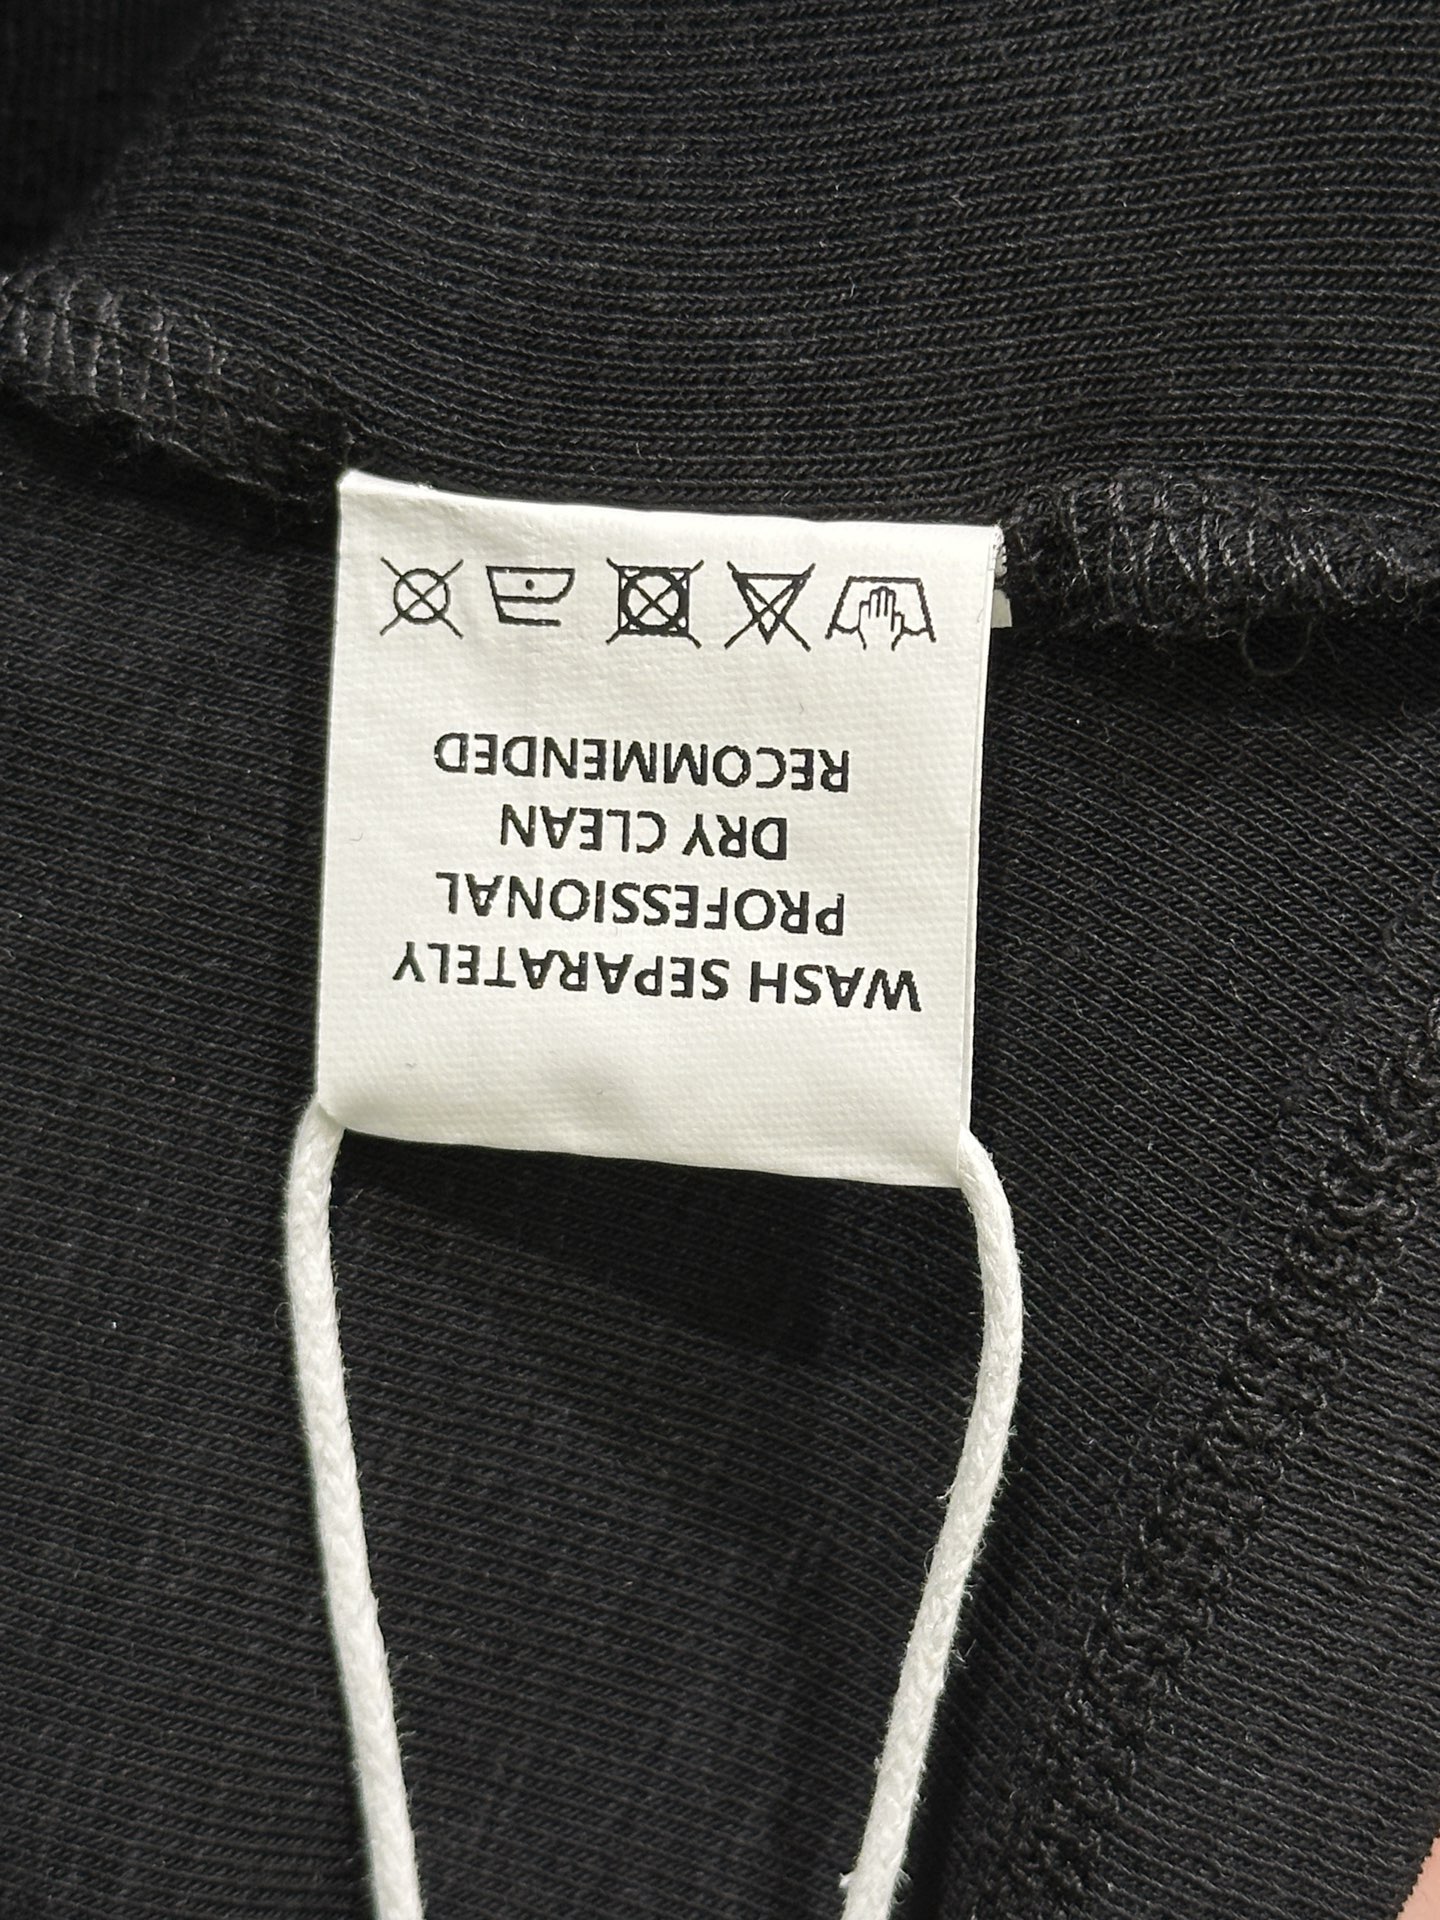 WASH SEPARATELY
PROFESSIONAL
DRY CLEAN
RECOMMENDED